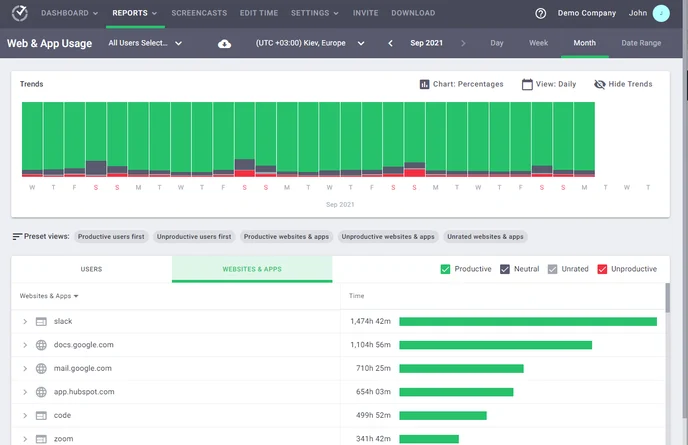 DASHBOARD REPORTS SCREENCASTS EDIT TIME SETTINGS INVITE DOWNLOAD Demo Company John J
Web & App Usage All Users Select... (UTC +03:00) Kiev, Europe Sep 2021 Day Week Month Date Range
Trends Chart: Percentages View: Daily Hide Trends
W T F S S M T W T F S S M T W T F S S M T W T F S S M T W T
Sep 2021
Preset views: Productive users first Unproductive users first Productive websites & apps Unproductive websites & apps Unrated websites & apps
USERS WEBSITES & APPS Productive Neutral Unrated Unproductive
Websites & Apps Time
slack 1,474h 42m
docs.google.com 1,104h 56m
mail.google.com 710h 25m
app.hubspot.com 654h 03m
code 499h 52m
zoom 341h 42m